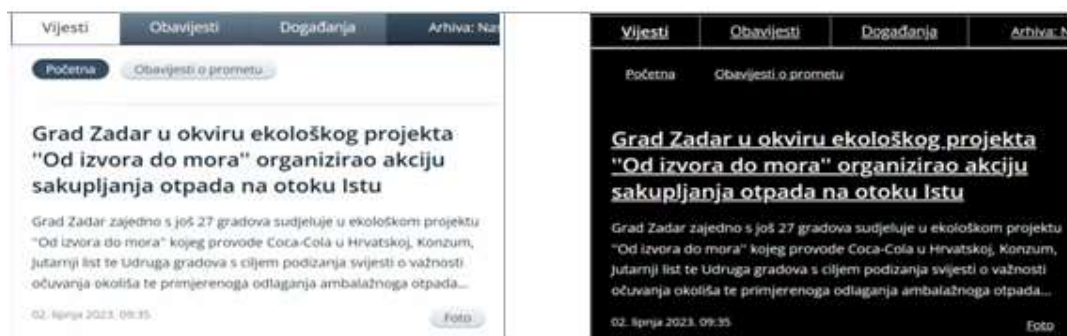 Vijesti Obavijesti Događanja Arhiva: Nas
Početna Obavijesti o prometu
Grad Zadar u okviru ekološkog projekta
"Od izvora do mora" organizirao akciju
sakupljanja otpada na otoku Istu
Grad Zadar zajedno s još 27 gradova sudjeluje u ekološkom projektu
"Od izvora do mora" kojeg provode Coca-Cola u Hrvatskoj, Konzum,
Jutarnji list te Udruga gradova s ciljem podizanja svijesti o važnosti
očuvanja okoliša te primjerenoga odlaganja ambalažnoga otpada...
02. lipnja 2023. 09:35 Foto
Vijesti Obavijesti Događanja Arhiva: N
Početna Obavijesti o prometu
Grad Zadar u okviru ekološkog projekta
"Od izvora do mora" organizirao akciju
sakupljanja otpada na otoku Istu
Grad Zadar zajedno s još 27 gradova sudjeluje u ekološkom projektu
"Od izvora do mora" kojeg provode Coca-Cola u Hrvatskoj, Konzum,
Jutarnji list te Udruga gradova s ciljem podizanja svijesti o važnosti
očuvanja okoliša te primjerenoga odlaganja ambalažnoga otpada...
02. lipnja 2023. 09:35 Foto